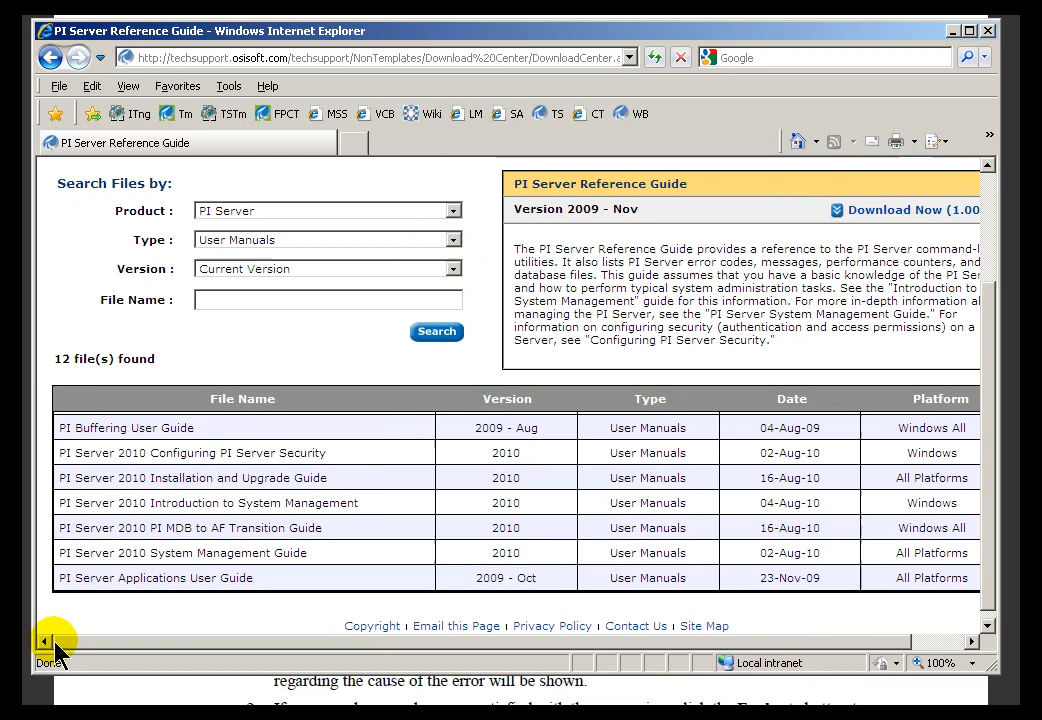 PI Server Reference Guide - Windows Internet Explorer
http://techsupport.osisoft.com/techsupport/NonTemplates/Download%20Center/DownloadCenter.a
Google
File Edit View Favorites Tools Help
ITng Tm TSTm FPCT MSS VCB Wiki LM SA TS CT WB
PI Server Reference Guide
Search Files by:
Product : PI Server
Type : User Manuals
Version : Current Version
File Name :
Search
12 file(s) found
PI Server Reference Guide
Version 2009 - Nov Download Now (1.00
The PI Server Reference Guide provides a reference to the PI Server command-l
utilities. It also lists PI Server error codes, messages, performance counters, and
database files. This guide assumes that you have a basic knowledge of the PI Ser
and how to perform typical system administration tasks. See the "Introduction to
System Management" guide for this information. For more in-depth information a
managing the PI Server, see the "PI Server System Management Guide." For
information on configuring security (authentication and access permissions) on a
Server, see "Configuring PI Server Security."
File Name Version Type Date Platform
PI Buffering User Guide 2009 - Aug User Manuals 04-Aug-09 Windows All
PI Server 2010 Configuring PI Server Security 2010 User Manuals 02-Aug-10 Windows
PI Server 2010 Installation and Upgrade Guide 2010 User Manuals 16-Aug-10 All Platforms
PI Server 2010 Introduction to System Management 2010 User Manuals 04-Aug-10 Windows
PI Server 2010 PI MDB to AF Transition Guide 2010 User Manuals 16-Aug-10 Windows All
PI Server 2010 System Management Guide 2010 User Manuals 02-Aug-10 All Platforms
PI Server Applications User Guide 2009 - Oct User Manuals 23-Nov-09 All Platforms
Copyright | Email this Page | Privacy Policy | Contact Us | Site Map
Done Local intranet 100%
regarding the cause of the error will be shown.